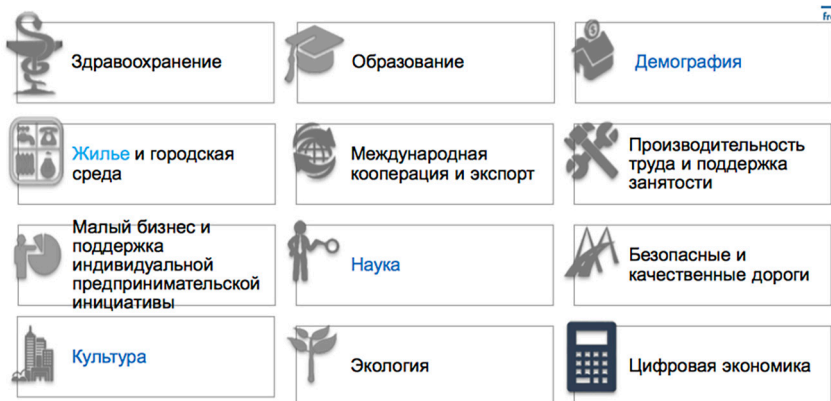 Здравоохранение
Образование
Демография
Жилье и городская
среда
Международная
кооперация и экспорт
Производительность
труда и поддержка
занятости
Малый бизнес и
поддержка
индивидуальной
предпринимательской
инициативы
Наука
Безопасные и
качественные дороги
Культура
Экология
Цифровая экономика